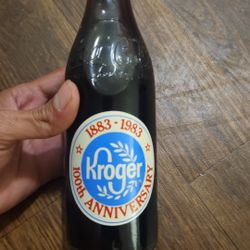 1883 - 1983
Kroger
100th ANNIVERSARY